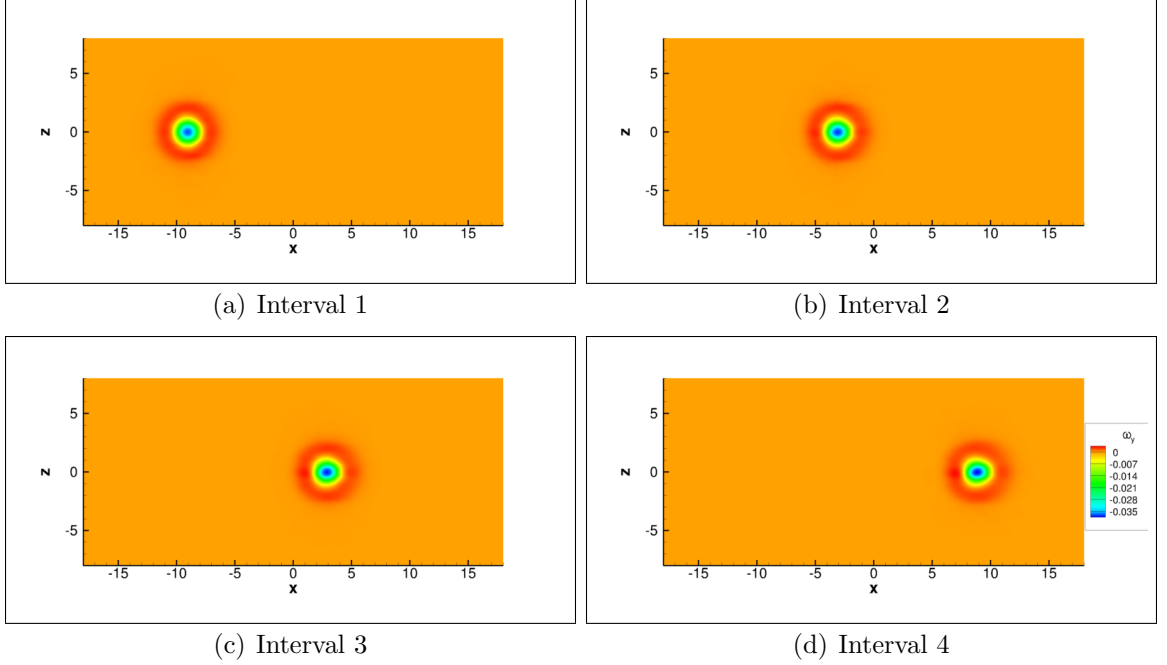 5
0
-5
z
-15 -10 -5 0 5 10 15
x
(a) Interval 1
5
0
-5
z
-15 -10 -5 0 5 10 15
x
(b) Interval 2
5
0
-5
z
-15 -10 -5 0 5 10 15
x
(c) Interval 3
5
0
-5
z
-15 -10 -5 0 5 10 15
x
ωy
0
-0.007
-0.014
-0.021
-0.028
-0.035
(d) Interval 4